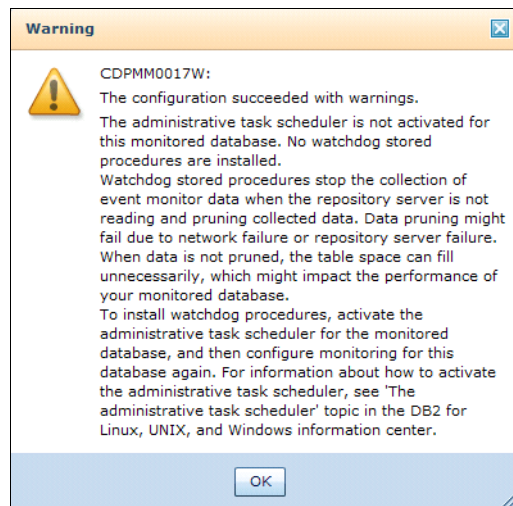 Warning
CDPMM0017W:
The configuration succeeded with warnings.
The administrative task scheduler is not activated for
this monitored database. No watchdog stored
procedures are installed.
Watchdog stored procedures stop the collection of
event monitor data when the repository server is not
reading and pruning collected data. Data pruning might
fail due to network failure or repository server failure.
When data is not pruned, the table space can fill
unnecessarily, which might impact the performance of
your monitored database.
To install watchdog procedures, activate the
administrative task scheduler for the monitored
database, and then configure monitoring for this
database again. For information about how to activate
the administrative task scheduler, see 'The
administrative task scheduler' topic in the DB2 for
Linux, UNIX, and Windows information center.
OK